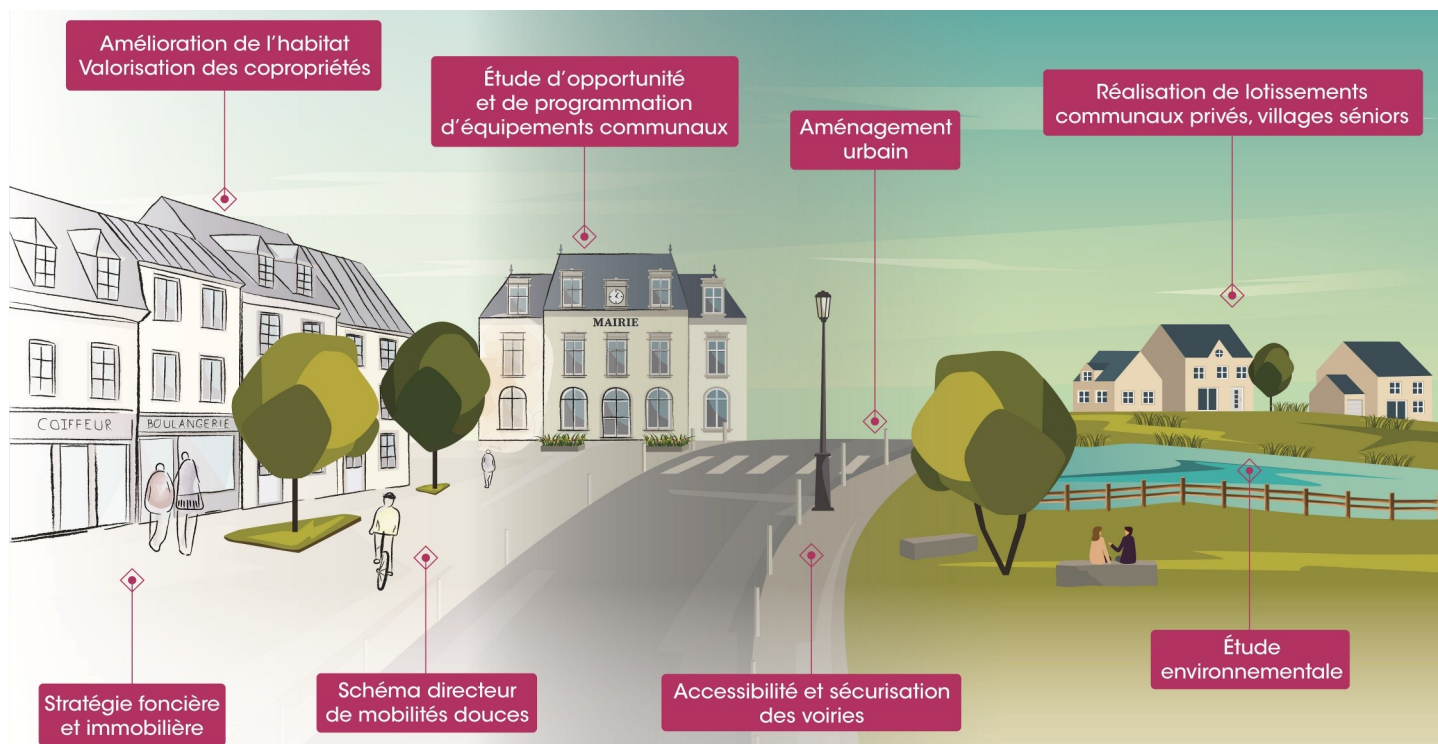 Amélioration de l'habitat
Valorisation des copropriétés
Étude d'opportunité
et de programmation
d'équipements communaux
Aménagement
urbain
Réalisation de lotissements
communaux privés, villages séniors
MAIRIE
COIFFEUR
BOULANGERIE
Stratégie foncière
et immobilière
Schéma directeur
de mobilités douces
Accessibilité et sécurisation
des voiries
Étude
environnementale